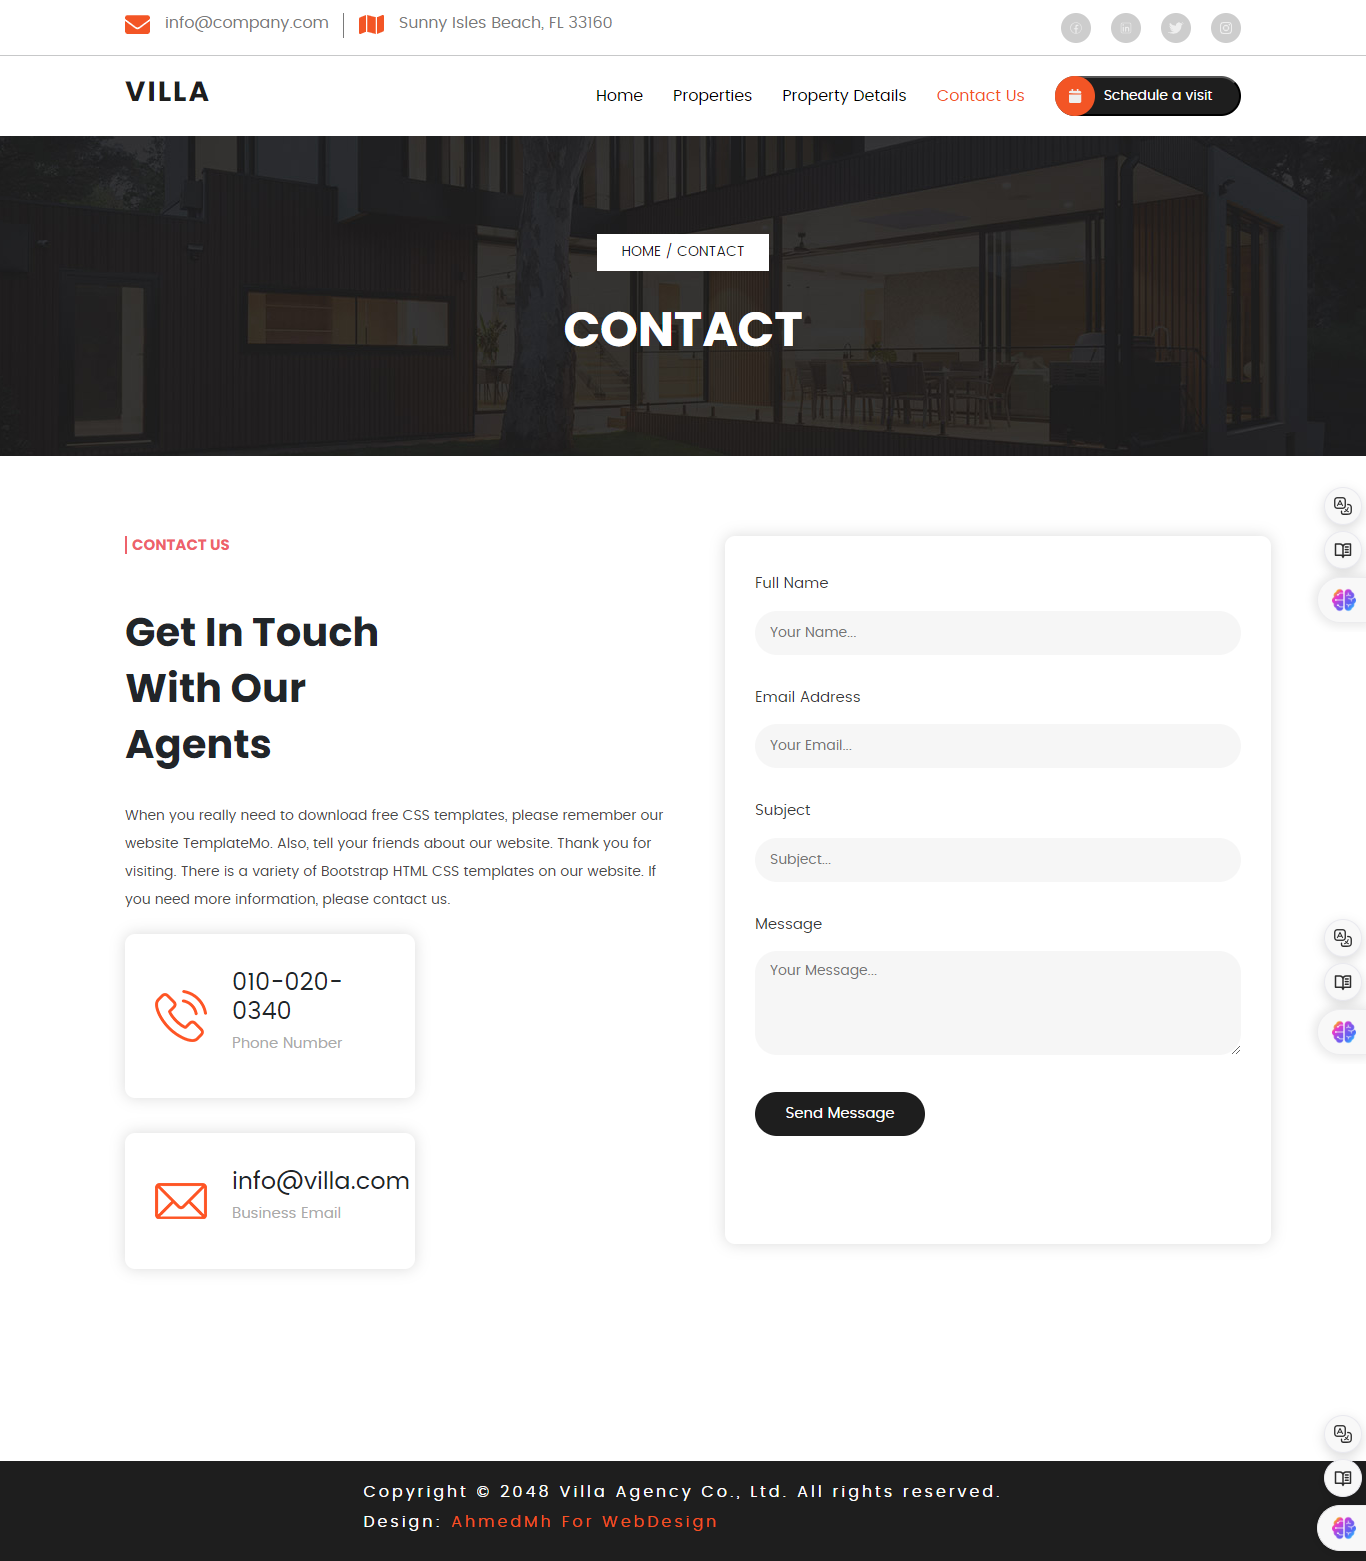 info@company.com
Sunny Isles Beach, FL 33160
VILLA
Home
Properties
Property Details
Contact Us
Schedule a visit
HOME / CONTACT
CONTACT
CONTACT US
Get In Touch
With Our
Agents
When you really need to download free CSS templates, please remember our
website TemplateMo. Also, tell your friends about our website. Thank you for
visiting. There is a variety of Bootstrap HTML CSS templates on our website. If
you need more information, please contact us.
010-020-
0340
Phone Number
info@villa.com
Business Email
Full Name
Your Name...
Email Address
Your Email...
Subject
Subject...
Message
Your Message...
Send Message
Copyright © 2048 Villa Agency Co., Ltd. All rights reserved.
Design: AhmedMh For WebDesign